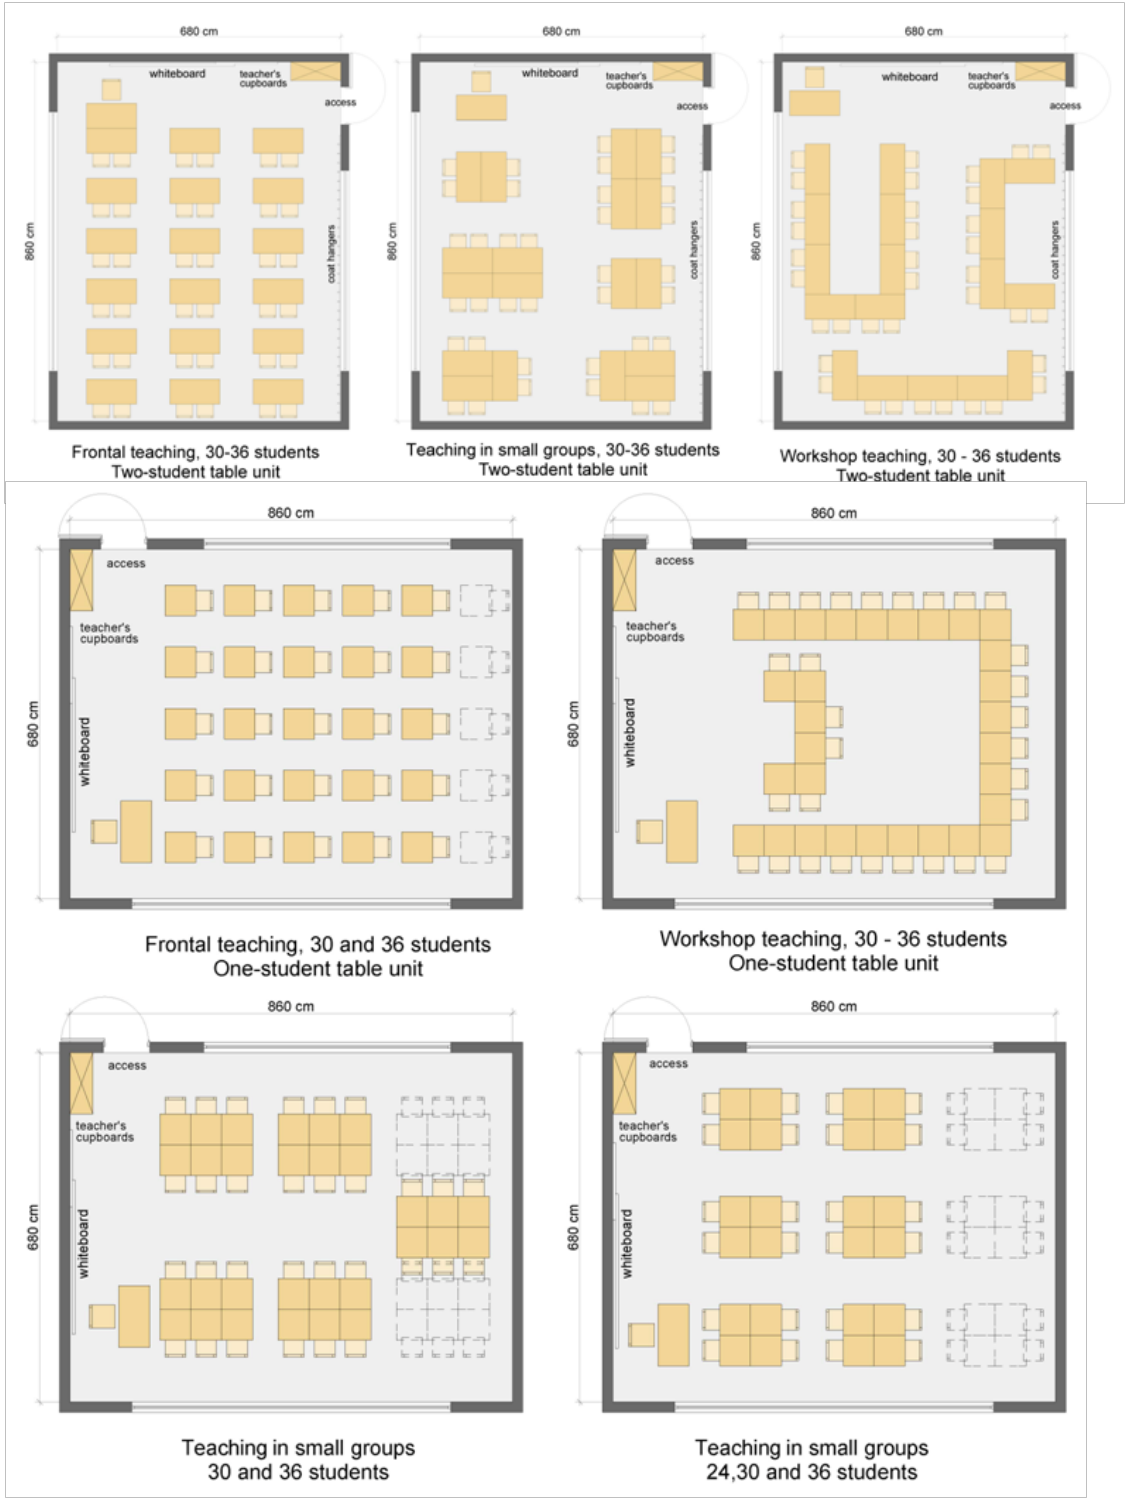 680 cm
680 cm
680 cm
whiteboard
teacher's
cupboards
access
860 cm
coat hangers
whiteboard
teacher's
cupboards
access
860 cm
coat hangers
whiteboard
teacher's
cupboards
access
860 cm
coat hangers
Frontal teaching, 30-36 students
Two-student table unit
Teaching in small groups, 30-36 students
Two-student table unit
Workshop teaching, 30 - 36 students
Two-student table unit
860 cm
access
teacher's
cupboards
680 cm
whiteboard
860 cm
access
teacher's
cupboards
680 cm
whiteboard
Frontal teaching, 30 and 36 students
One-student table unit
Workshop teaching, 30 - 36 students
One-student table unit
860 cm
access
teacher's
cupboards
680 cm
whiteboard
860 cm
access
teacher's
cupboards
680 cm
whiteboard
Teaching in small groups
30 and 36 students
Teaching in small groups
24,30 and 36 students